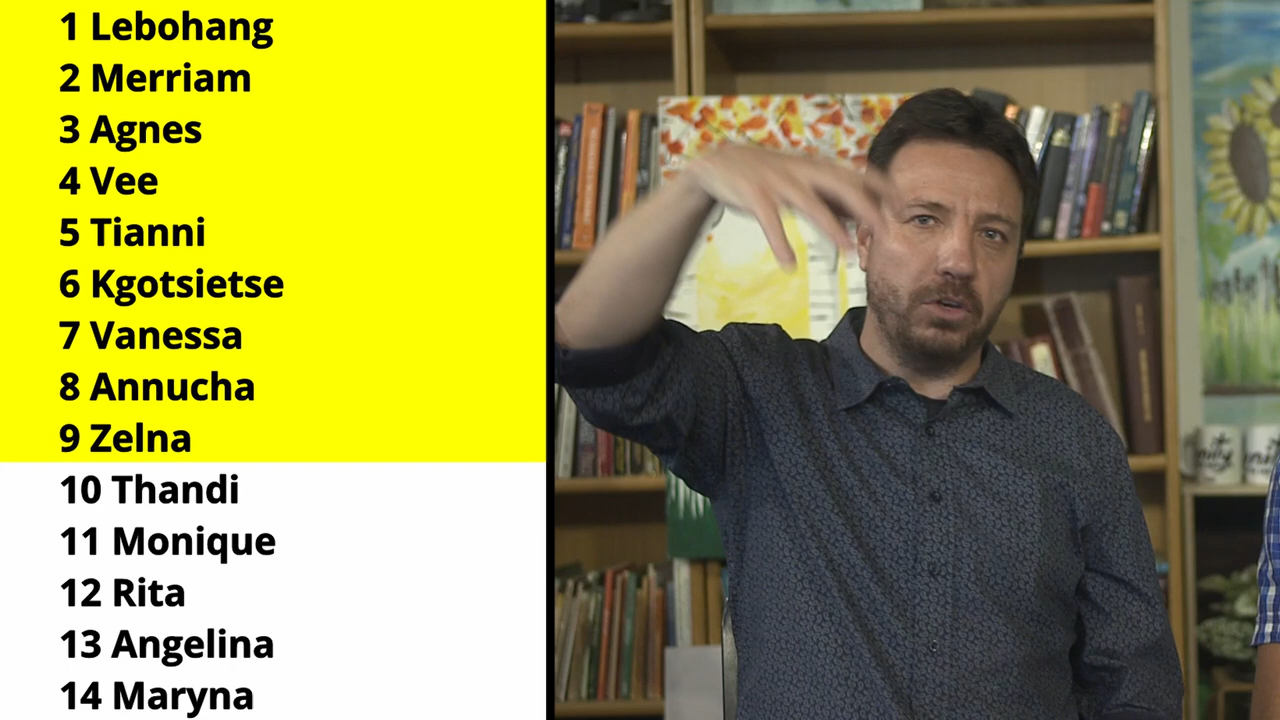 1 Lebohang
2 Merriam
3 Agnes
4 Vee
5 Tianni
6 Kgotsietse
7 Vanessa
8 Annucha
9 Zelna
10 Thandi
11 Monique
12 Rita
13 Angelina
14 Maryna